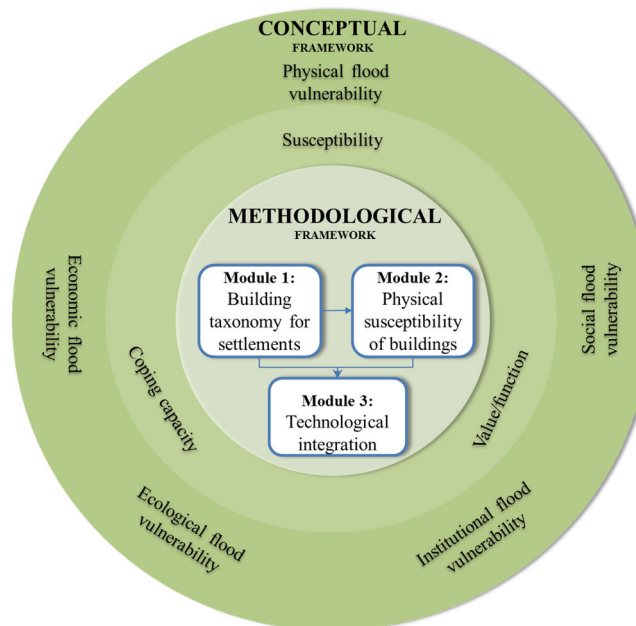 CONCEPTUAL
FRAMEWORK
Physical flood
vulnerability
Susceptibility
METHODOLOGICAL
FRAMEWORK
Module 1:
Building
taxonomy for
settlements
Module 2:
Physical
susceptibility
of buildings
Module 3:
Technological
integration
Economic flood
vulnerability
Social flood
vulnerability
Coping capacity
Value/function
Ecological flood
vulnerability
Institutional flood
vulnerability